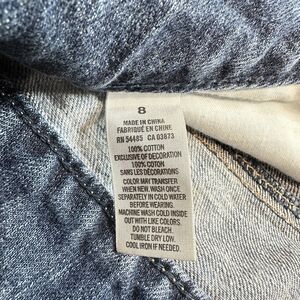 8
MADE IN CHINA
FABRIQUÉ EN CHINE
RN 54485 CA 03873
100% COTTON
EXCLUSIVE OF DECORATION
100% COTTON
SANS LES DÉCORATIONS
COLOR MAY TRANSFER
WHEN NEW. WASH ONCE
SEPARATELY IN COLD WATER
BEFORE WEARING.
MACHINE WASH COLD INSIDE
OUT WITH LIKE COLORS.
DO NOT BLEACH.
TUMBLE DRY LOW.
COOL IRON IF NEEDED.